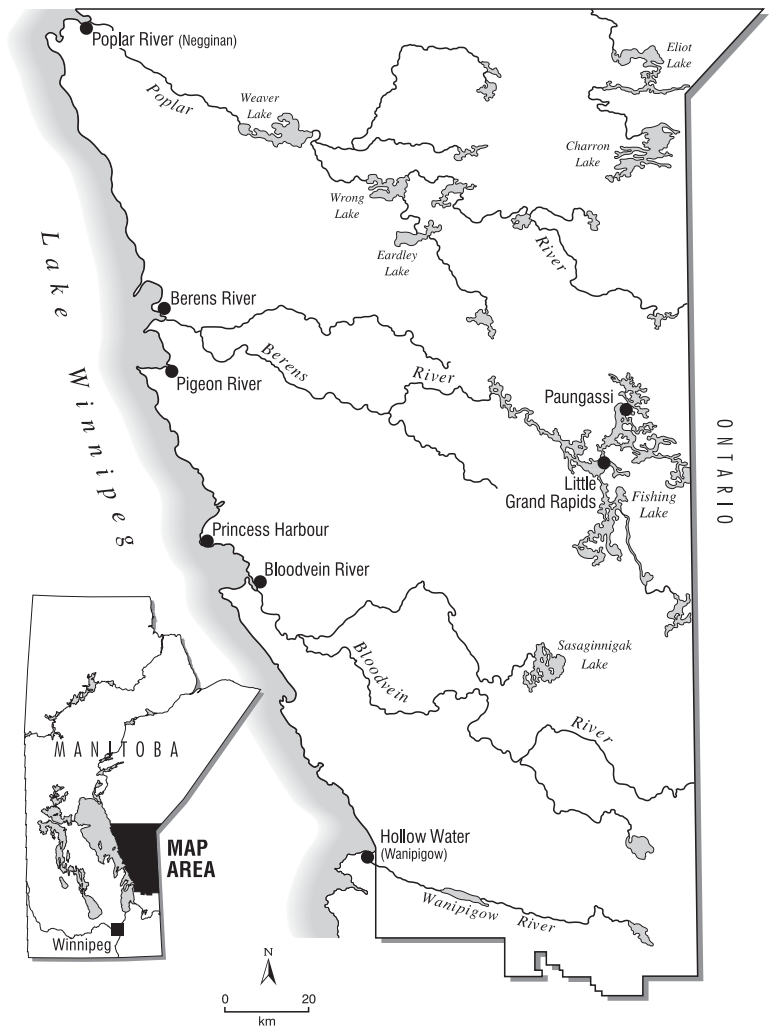 Poplar River (Negginan)
Eliot
Lake
Poplar
Weaver
Lake
Charron
Lake
Wrong
Lake
River
Eardley
Lake
Lake Winnipeg
Berens River
Berens
River
Pigeon River
Paungassi
ONTARIO
Little
Grand Rapids
Fishing
Lake
Princess Harbour
Bloodvein River
Bloodvein
Sasaginnigak
Lake
River
MANITOBA
MAP
AREA
Hollow Water
(Wanipigow)
Wanipigow River
Winnipeg
N
0 20
km